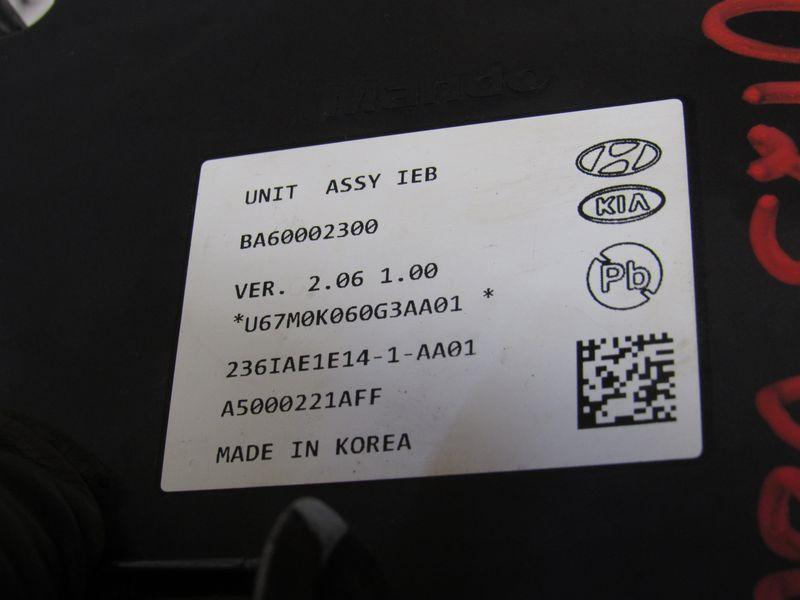 UNIT ASSY IEB
BA60002300
VER. 2.06 1.00
*U67M0K060G3AA01 *
236IAE1E14-1-AA01
A5000221AFF
MADE IN KOREA
KIA
Pb